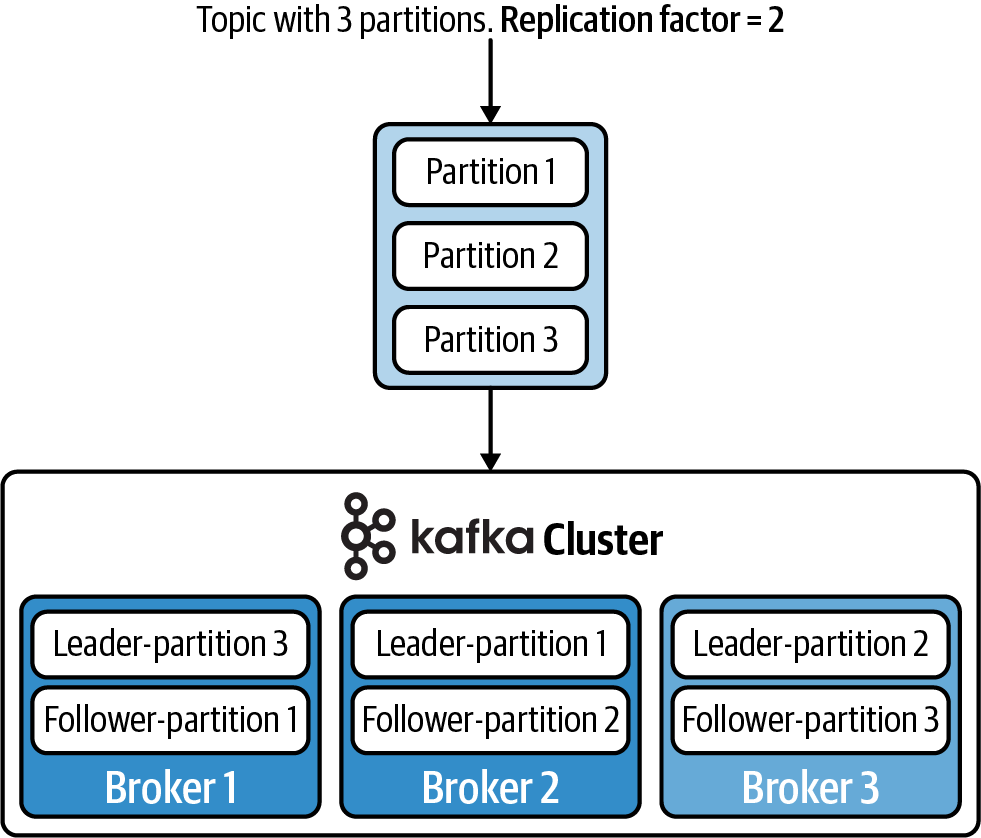 Topic with 3 partitions. Replication factor = 2
Partition 1
Partition 2
Partition 3
kafka Cluster
Leader-partition 3
Follower-partition 1
Broker 1
Leader-partition 1
Follower-partition 2
Broker 2
Leader-partition 2
Follower-partition 3
Broker 3